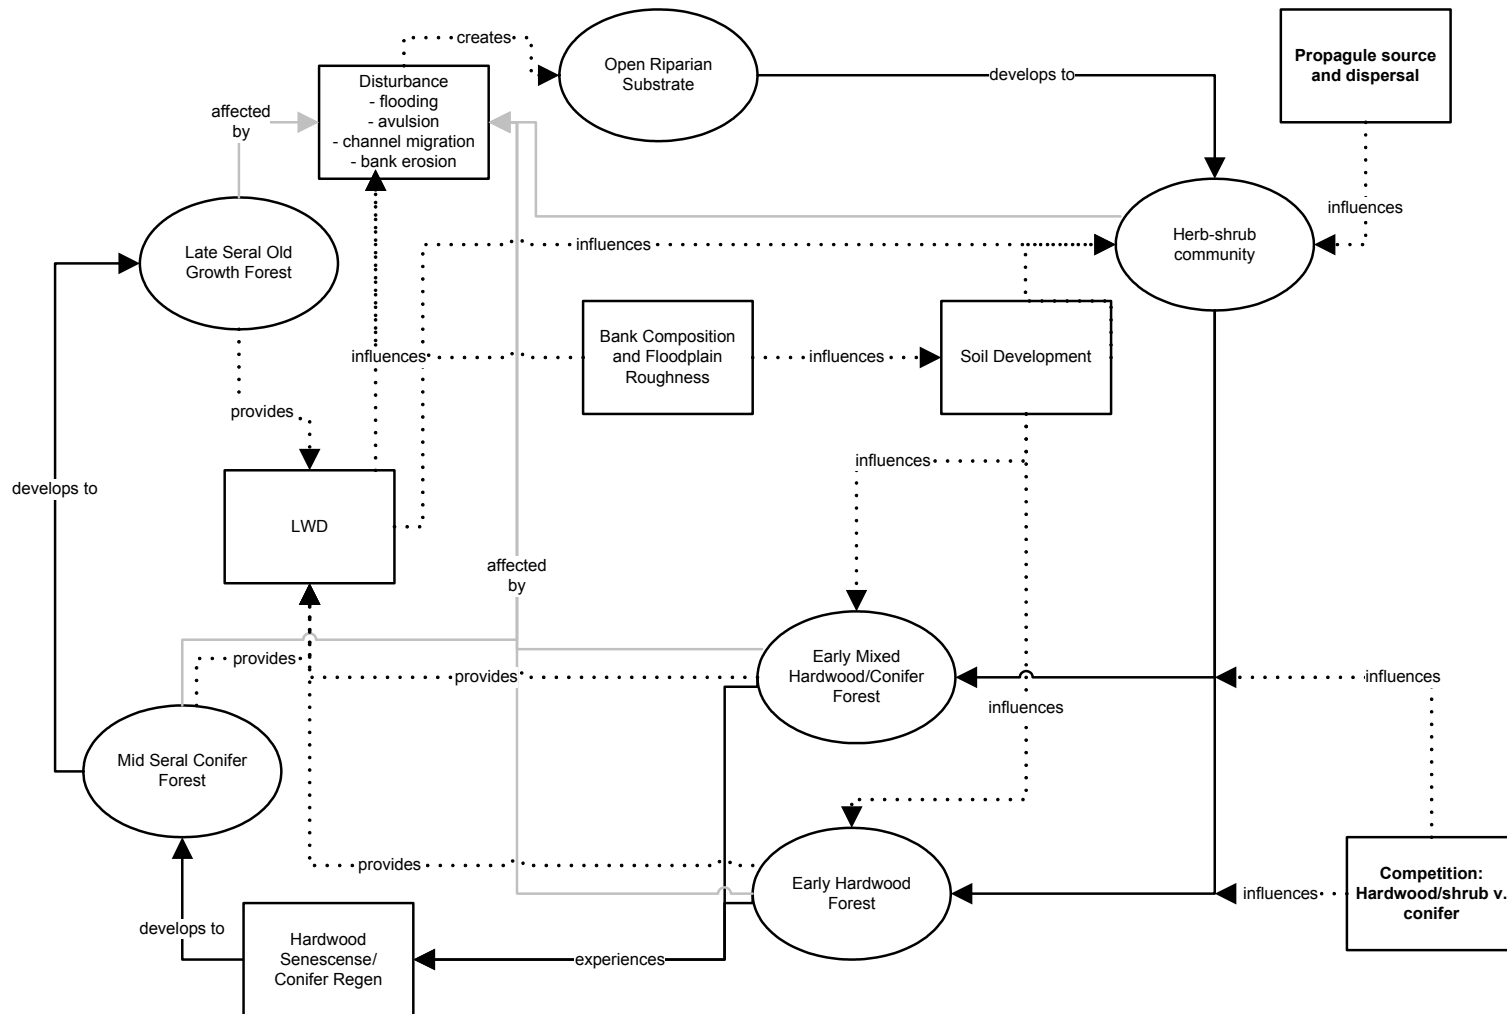 creates
Open Riparian
Substrate
develops to
Propagule source
and dispersal
Disturbance
- flooding
- avulsion
- channel migration
- bank erosion
affected
by
influences
Late Seral Old
Growth Forest
influences
Herb-shrub
community
influences
Bank Composition
and Floodplain
Roughness
influences
Soil Development
provides
influences
develops to
LWD
affected
by
provides
provides
Early Mixed
Hardwood/Conifer
Forest
influences
influences
Mid Seral Conifer
Forest
provides
Early Hardwood
Forest
influences
Competition:
Hardwood/shrub v.
conifer
develops to
Hardwood
Senescense/
Conifer Regen
experiences